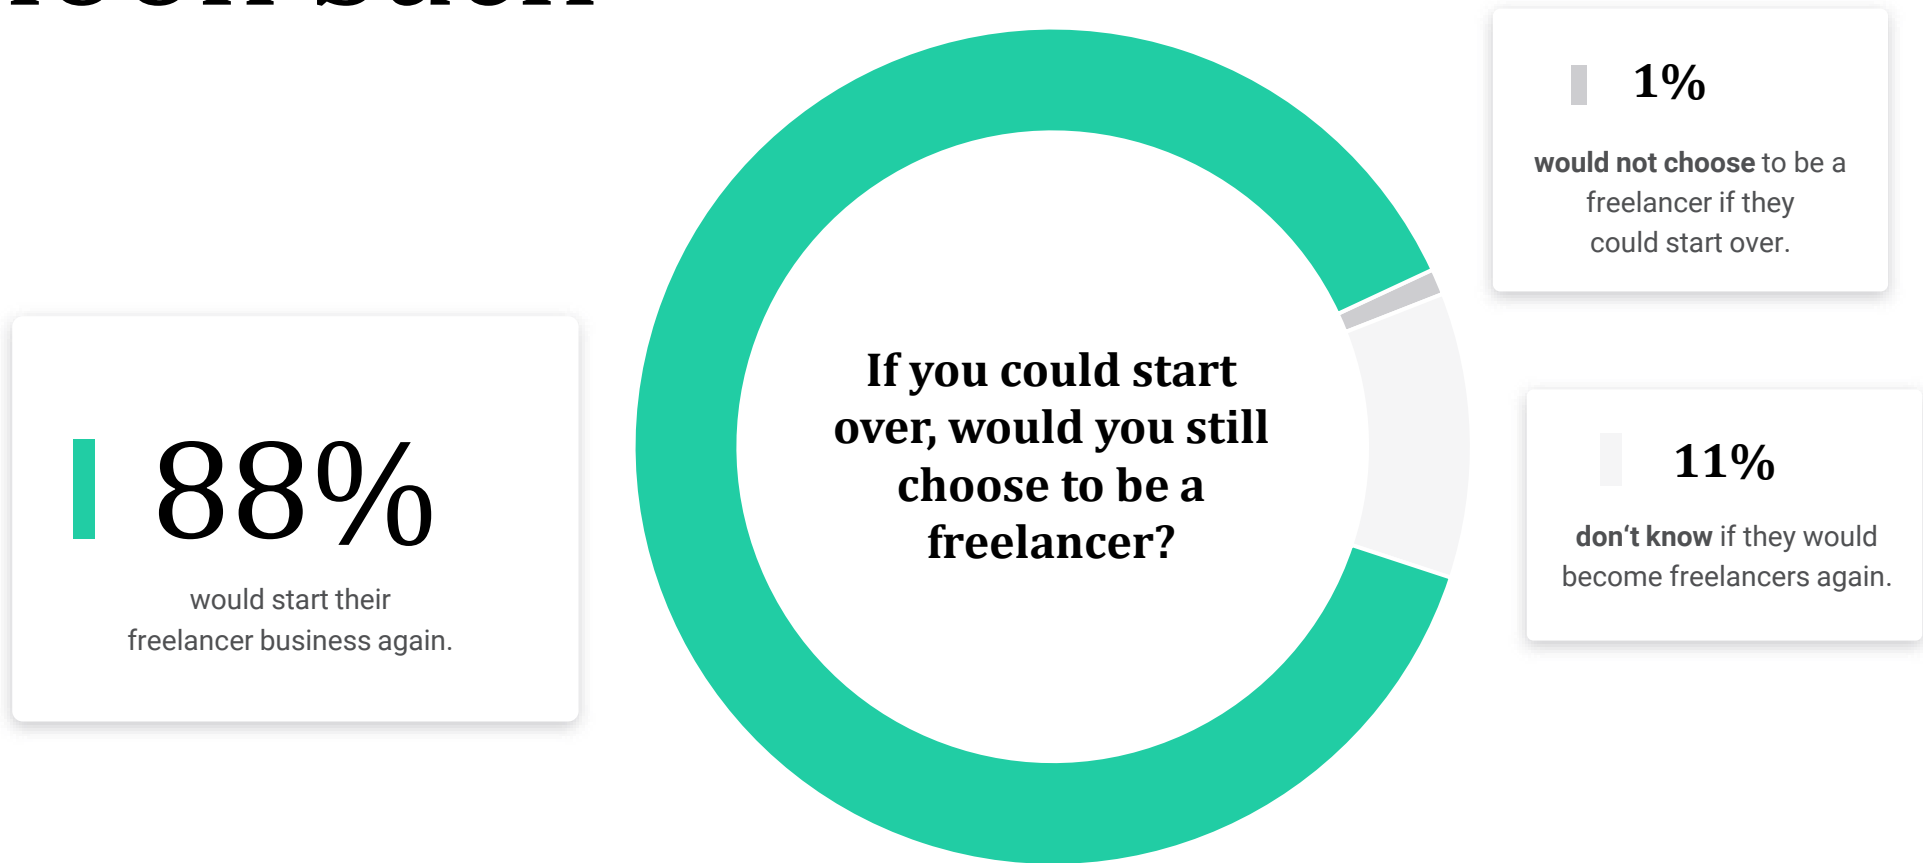 88%
would start their
freelancer business again.
If you could start
over, would you still
choose to be a
freelancer?
1%
would not choose to be a
freelancer if they
could start over.
11%
don‘t know if they would
become freelancers again.